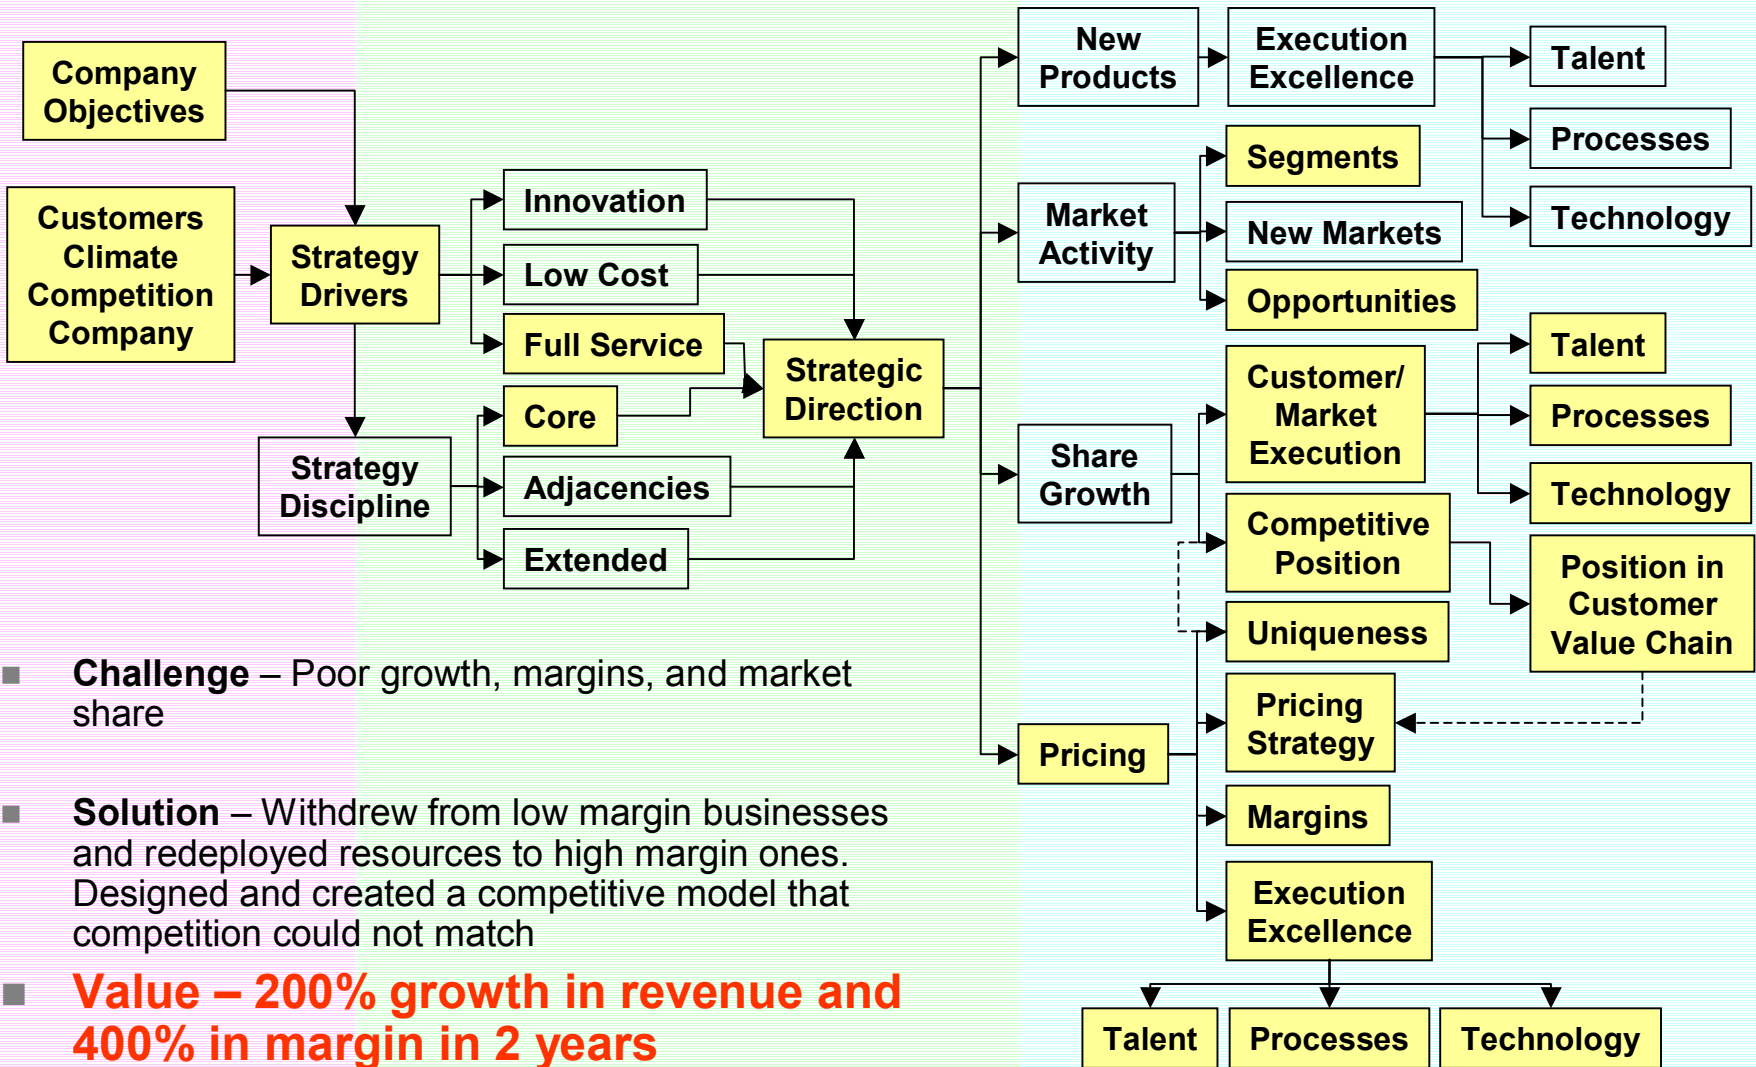 Company
Objectives
Customers
Climate
Competition
Company
Strategy
Drivers
Strategy
Discipline
Innovation
Low Cost
Full Service
Core
Adjacencies
Extended
Strategic
Direction
New
Products
Execution
Excellence
Talent
Processes
Technology
Market
Activity
Segments
New Markets
Opportunities
Share
Growth
Customer/
Market
Execution
Talent
Processes
Technology
Competitive
Position
Position in
Customer
Value Chain
Pricing
Uniqueness
Pricing
Strategy
Margins
Execution
Excellence
Talent
Processes
Technology
Challenge – Poor growth, margins, and market
share
Solution – Withdrew from low margin businesses
and redeployed resources to high margin ones.
Designed and created a competitive model that
competition could not match
Value – 200% growth in revenue and
400% in margin in 2 years